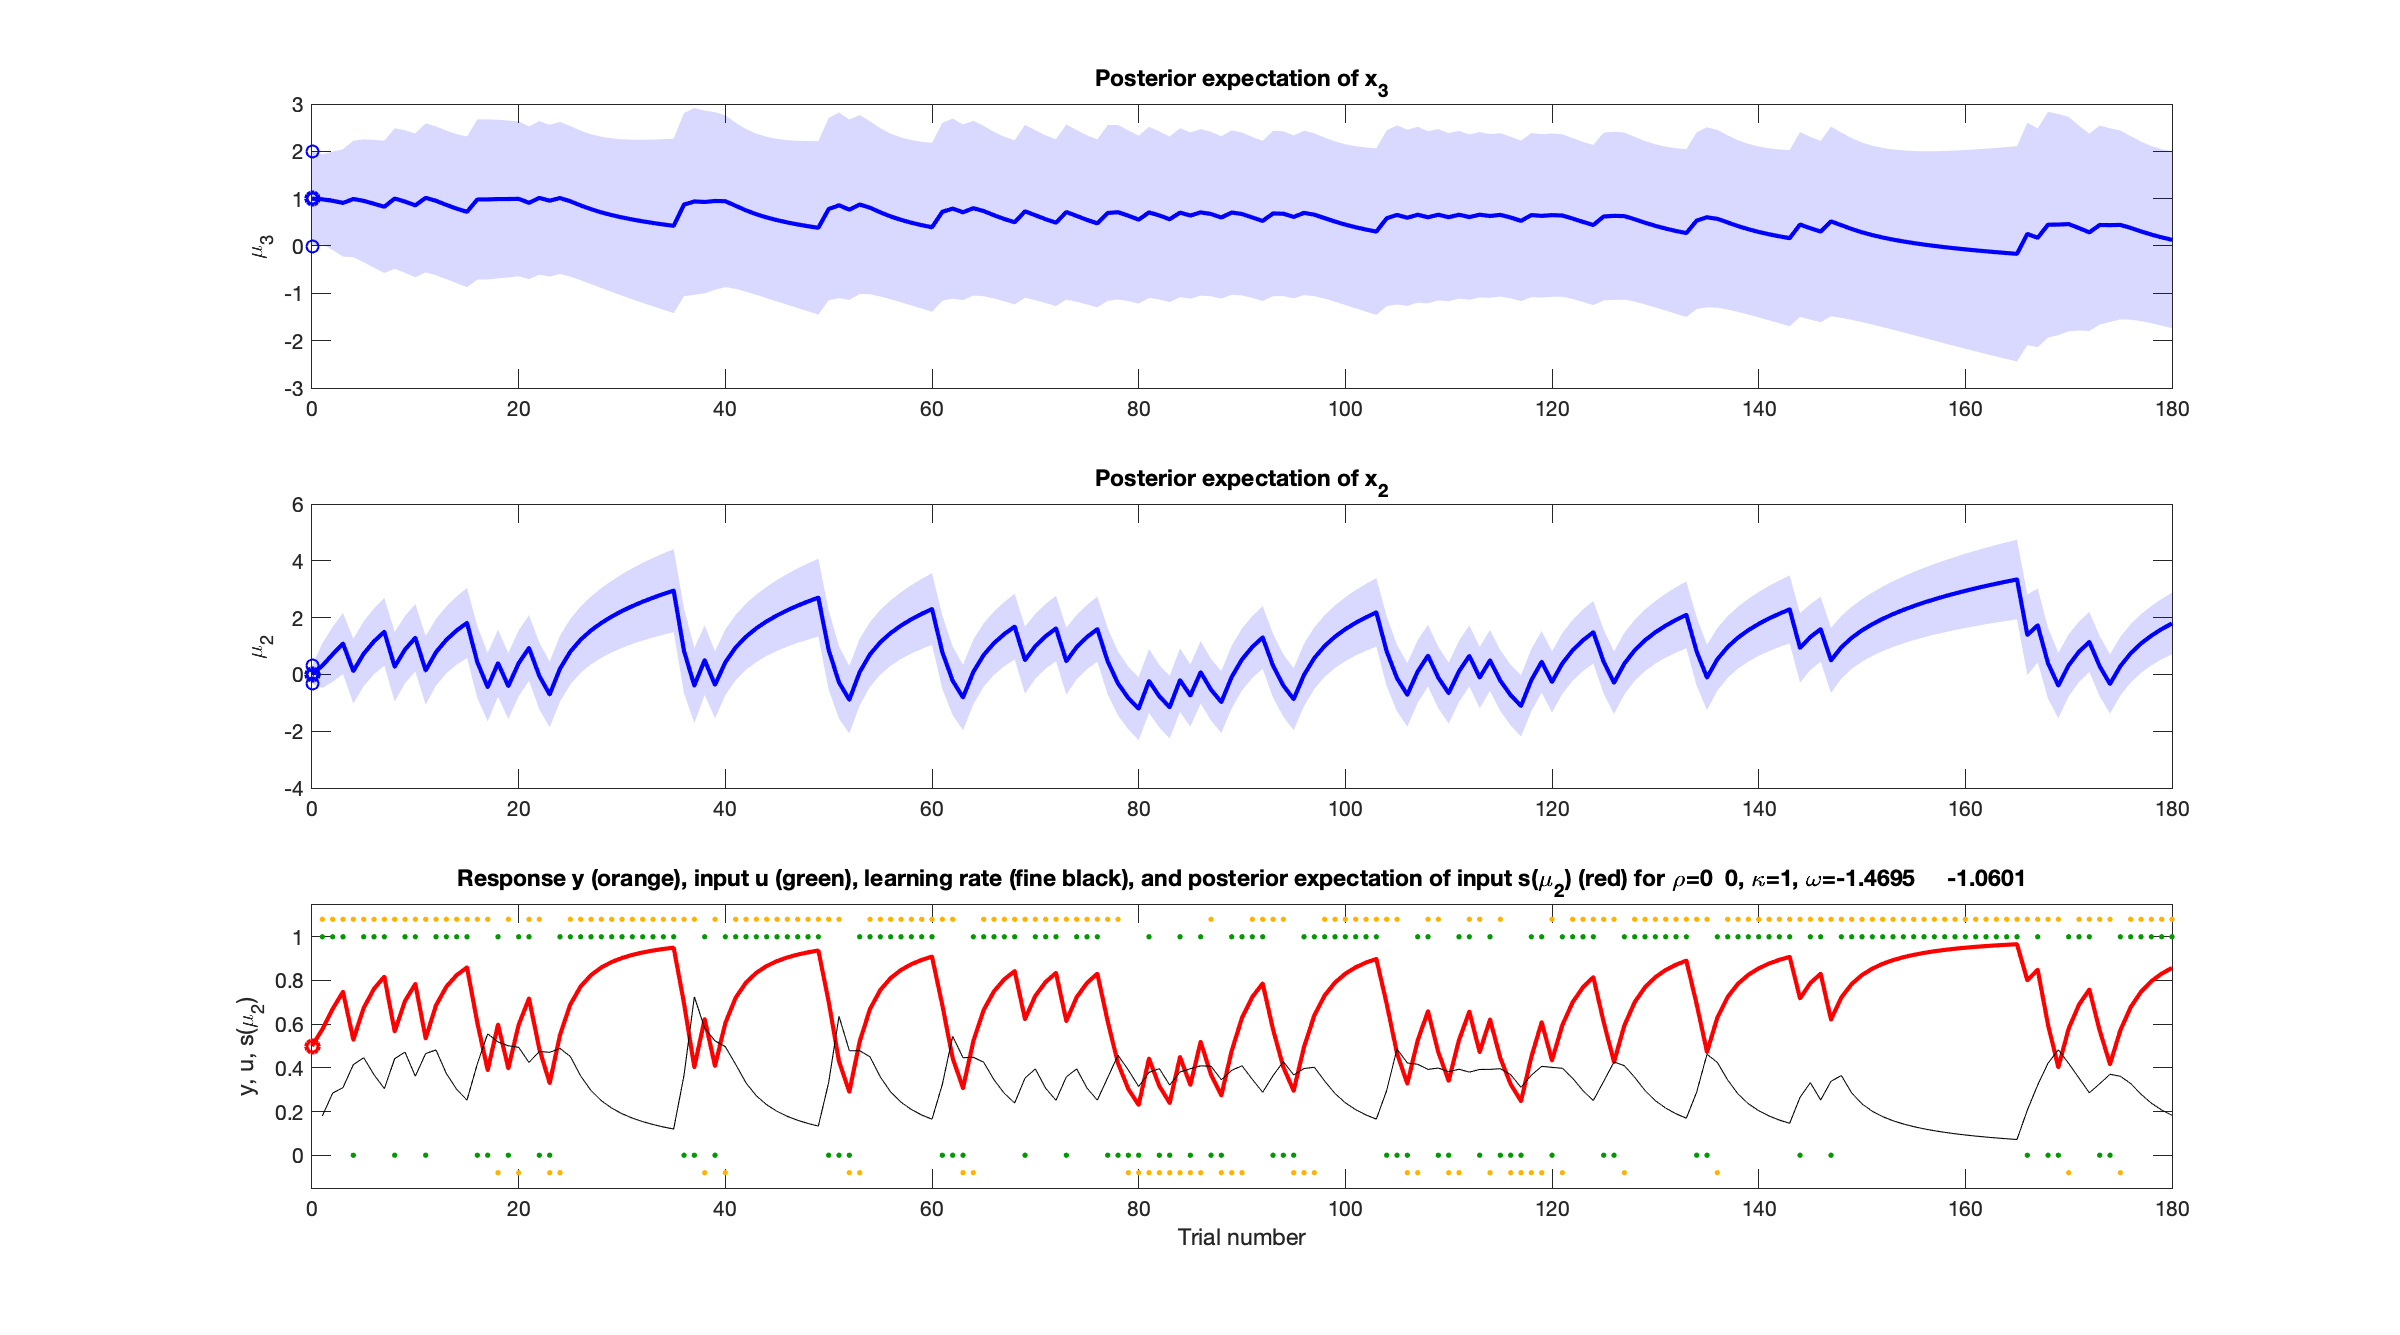 Posterior expectation of x3
3
2
1
0
-1
-2
-3
μ3
0 20 40 60 80 100 120 140 160 180
Posterior expectation of x2
6
4
2
0
-2
-4
μ2
0 20 40 60 80 100 120 140 160 180
Response y (orange), input u (green), learning rate (fine black), and posterior expectation of input s(μ2) (red) for ρ=0 0, κ=1, ω=-1.4695 -1.0601
1
0.8
0.6
0.4
0.2
0
y, u, s(μ2)
0 20 40 60 80 100 120 140 160 180
Trial number